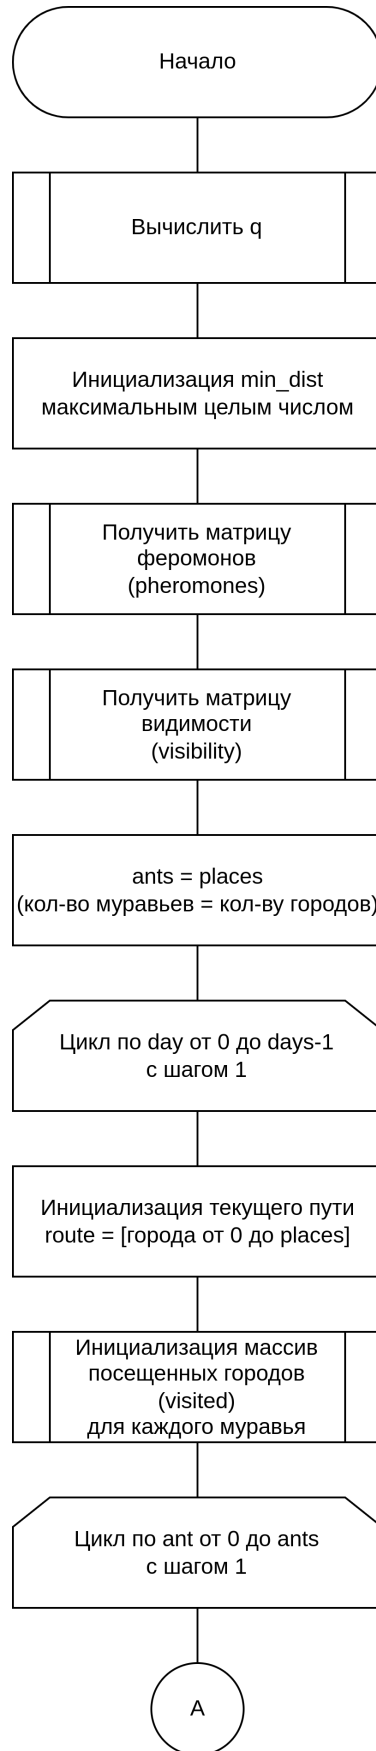 Начало
Вычислить q
Инициализация min_dist
максимальным целым числом
Получить матрицу
феромонов
(pheromones)
Получить матрицу
видимости
(visibility)
ants = places
(кол-во муравьев = кол-ву городов)
Цикл по day от 0 до days-1
с шагом 1
Инициализация текущего пути
route = [города от 0 до places]
Инициализация массив
посещенных городов
(visited)
для каждого муравья
Цикл по ant от 0 до ants
с шагом 1
A